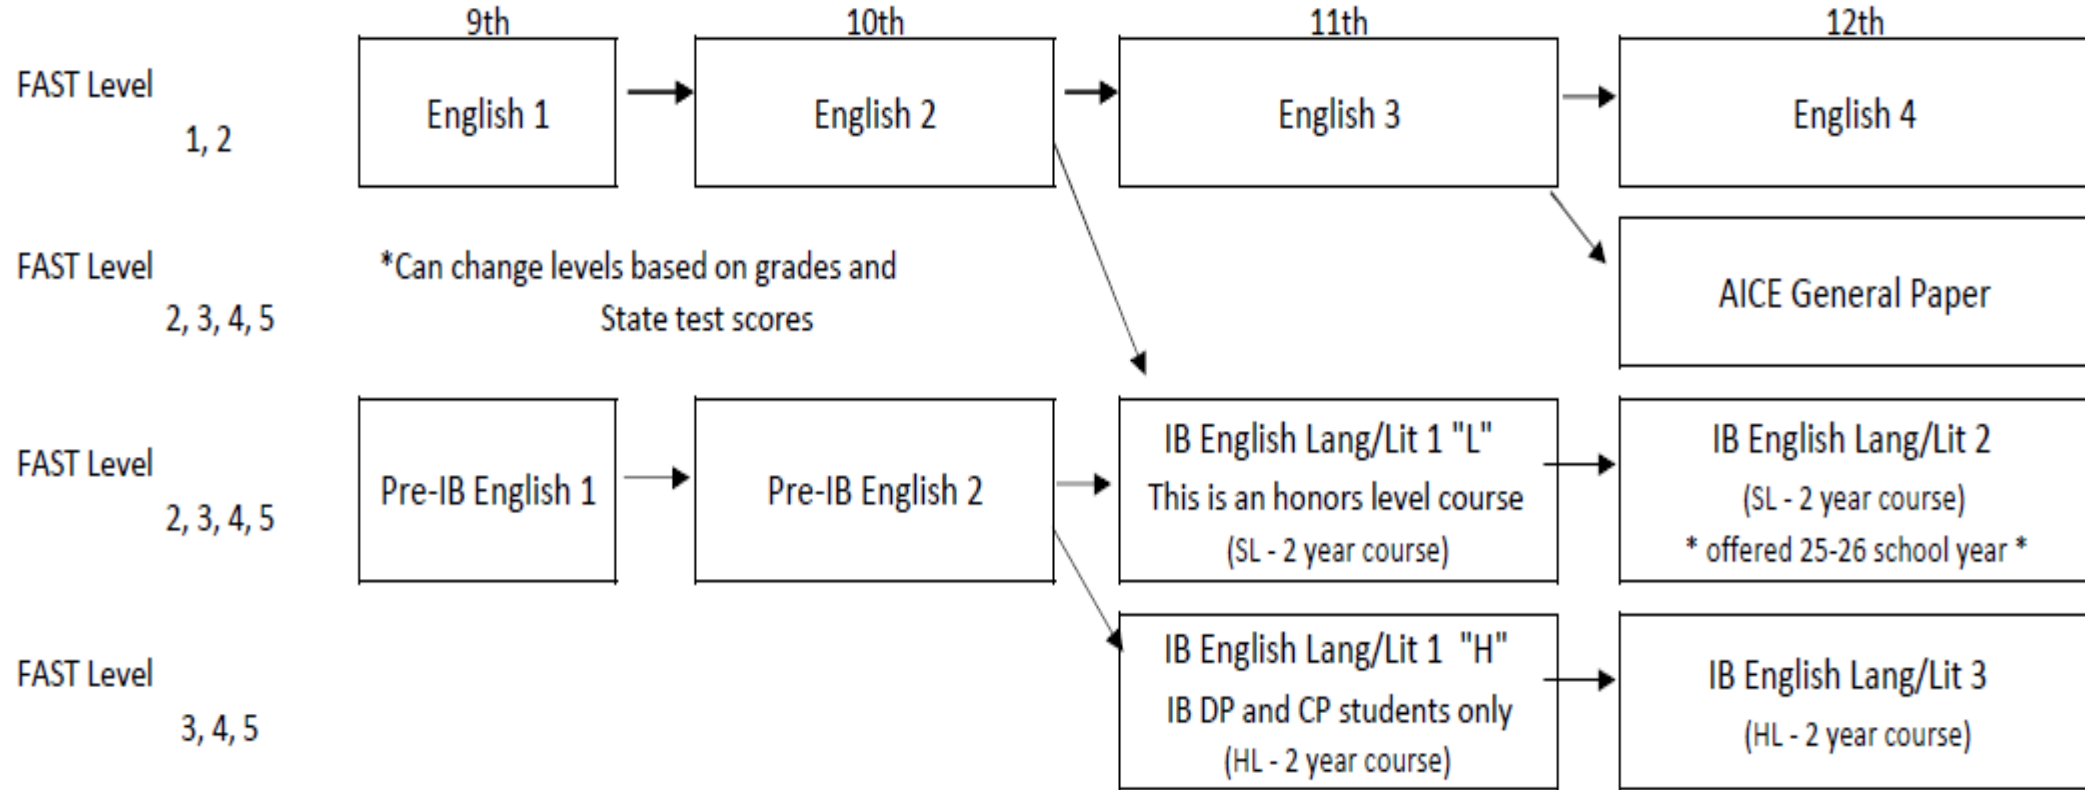 9th
10th
11th
12th
FAST Level
1, 2
English 1
English 2
English 3
English 4
FAST Level
2, 3, 4, 5
*Can change levels based on grades and
State test scores
AICE General Paper
FAST Level
2, 3, 4, 5
Pre-IB English 1
Pre-IB English 2
IB English Lang/Lit 1 "L"
This is an honors level course
(SL - 2 year course)
IB English Lang/Lit 2
(SL - 2 year course)
* offered 25-26 school year *
FAST Level
3, 4, 5
IB English Lang/Lit 1 "H"
IB DP and CP students only
(HL - 2 year course)
IB English Lang/Lit 3
(HL - 2 year course)